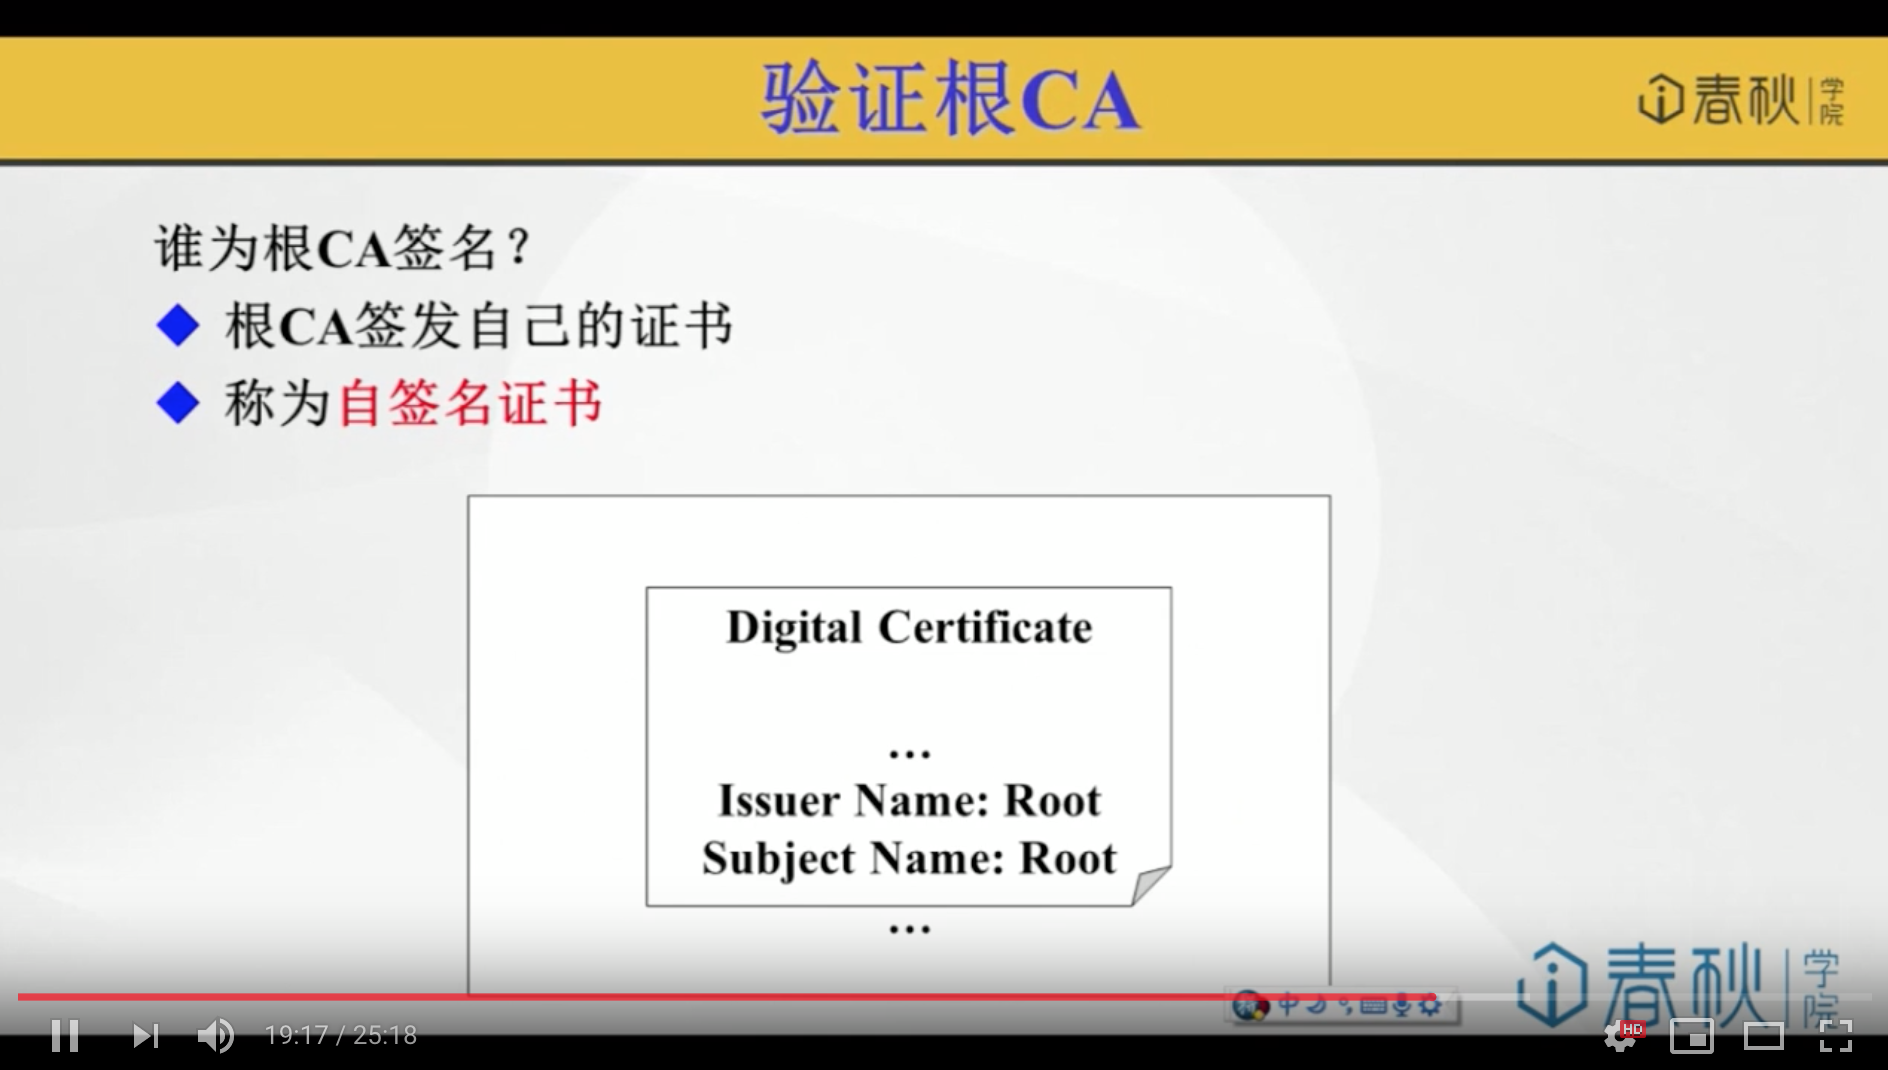 验证根CA
i春秋学院
谁为根CA签名？
根CA签发自己的证书
称为自签名证书
Digital Certificate
...
Issuer Name: Root
Subject Name: Root
...
i春秋学院
中
19:17 / 25:18
HD